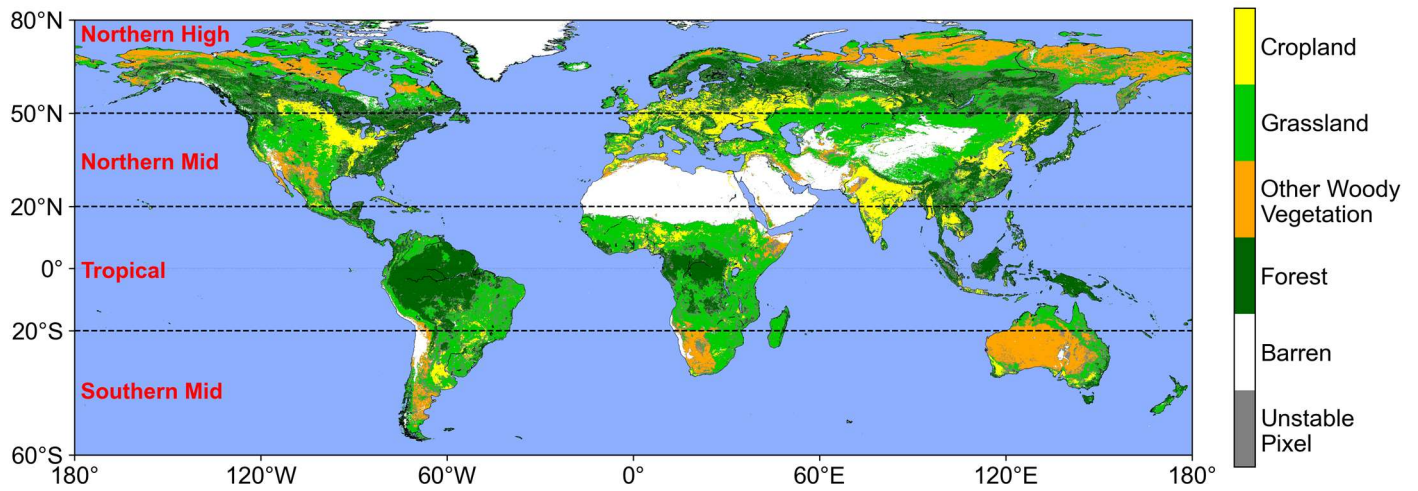 80°N
Northern High
50°N
Northern Mid
20°N
Tropical
0°
20°S
Southern Mid
60°S
180° 120°W 60°W 0° 60°E 120°E 180°
Cropland
Grassland
Other Woody
Vegetation
Forest
Barren
Unstable
Pixel